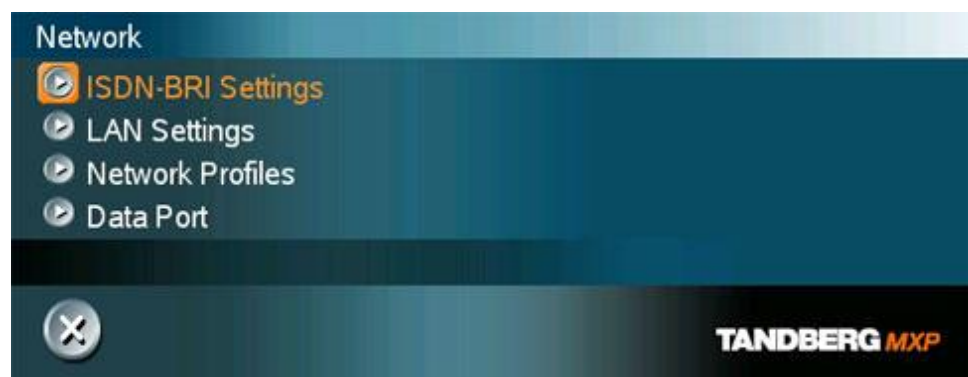 Network
ISDN-BRI Settings
LAN Settings
Network Profiles
Data Port
TANDBERG MXP